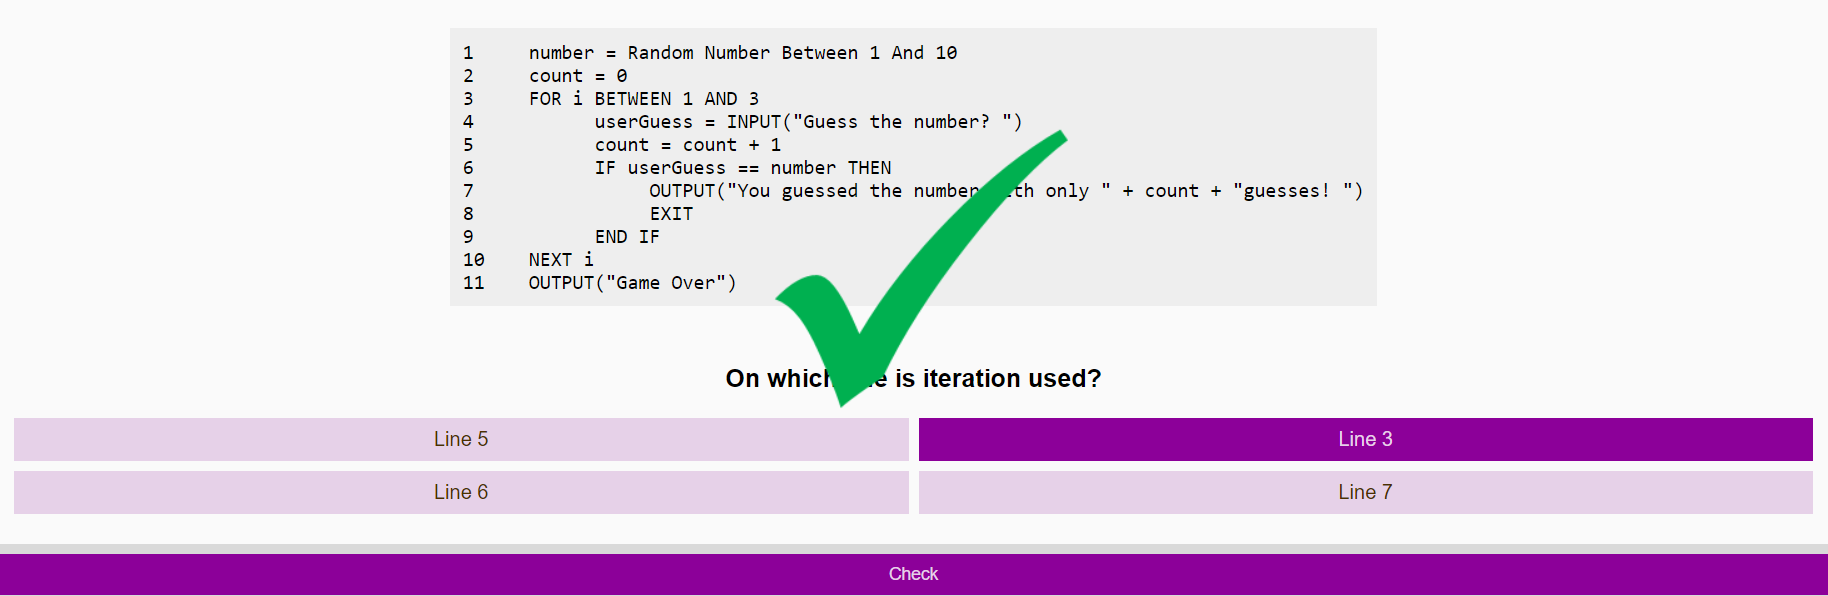 1 number = Random Number Between 1 And 10
2 count = 0
3 FOR i BETWEEN 1 AND 3
4 userGuess = INPUT("Guess the number? ")
5 count = count + 1
6 IF userGuess == number THEN
7 OUTPUT("You guessed the number only " + count + "guesses! ")
8 EXIT
9 END IF
10 NEXT i
11 OUTPUT("Game Over")
On which is iteration used?
Line 5
Line 3
Line 6
Line 7
Check